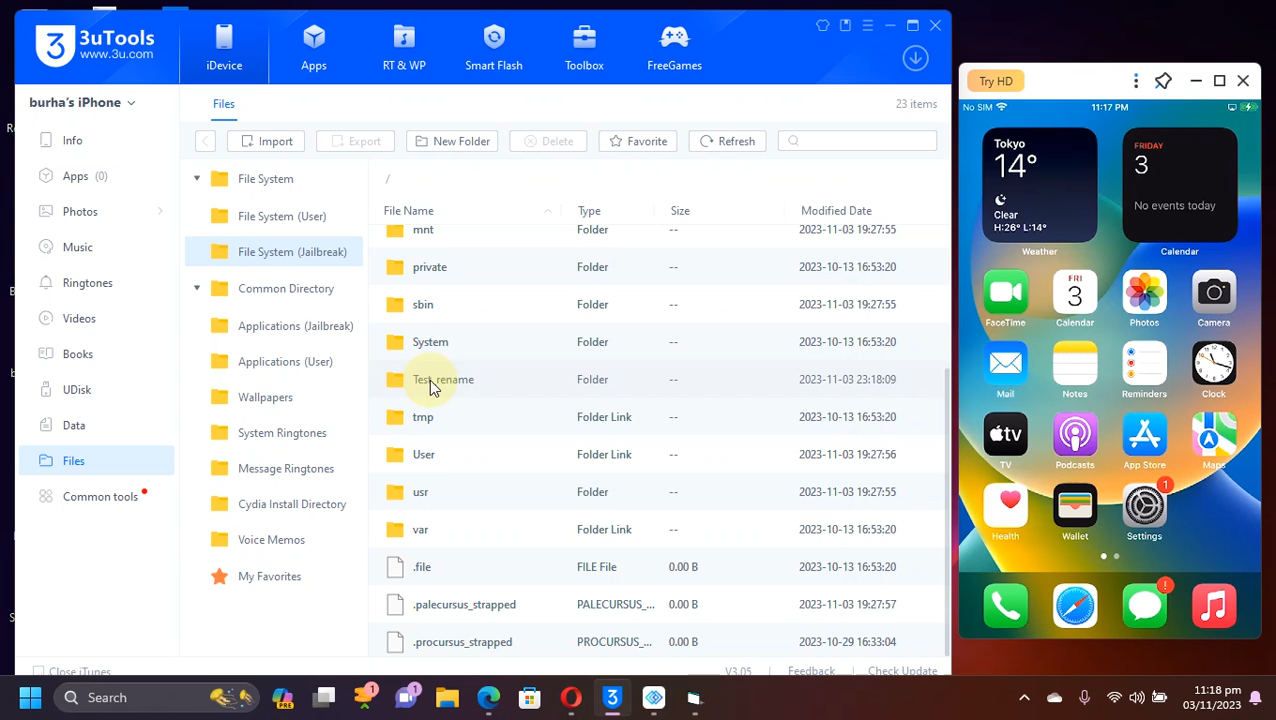 3uTools
www.3u.com
iDevice
Apps
RT & WP
Smart Flash
Toolbox
FreeGames
burha's iPhone
Info
Apps (0)
Photos
Music
Ringtones
Videos
Books
UDisk
Data
Files
Common tools
Files
23 items
Import
Export
New Folder
Delete
Favorite
Refresh
File System
File System (User)
File System (Jailbreak)
Common Directory
Applications (Jailbreak)
Applications (User)
Wallpapers
System Ringtones
Message Ringtones
Cydia Install Directory
Voice Memos
My Favorites
/
File Name Type Size Modified Date
mnt Folder -- 2023-11-03 19:27:55
private Folder -- 2023-10-13 16:53:20
sbin Folder -- 2023-11-03 19:27:55
System Folder -- 2023-10-13 16:53:20
Test rename Folder -- 2023-11-03 23:18:09
tmp Folder Link -- 2023-10-13 16:53:20
User Folder Link -- 2023-11-03 19:27:56
usr Folder -- 2023-11-03 19:27:55
var Folder Link -- 2023-10-13 16:53:20
.file FILE File 0.00 B 2023-10-13 16:53:20
.palecursus_strapped PALECURSUS_... 0.00 B 2023-11-03 19:27:57
.procursus_strapped PROCURSUS_... 0.00 B 2023-10-29 16:33:04
Close iTunes
V3.05 Feedback Check Update
Try HD
No SIM 11:17 PM
Tokyo
14°
Clear
H:26° L:14°
Weather
FRIDAY
3
No events today
Calendar
FaceTime
FRI
3
Calendar
Photos
Camera
Mail
Notes
Reminders
Clock
tv
TV
Podcasts
App Store
Maps
Health
Wallet
1
Settings
!
Search
PRE
1
1
3
11:18 PM
03/11/2023